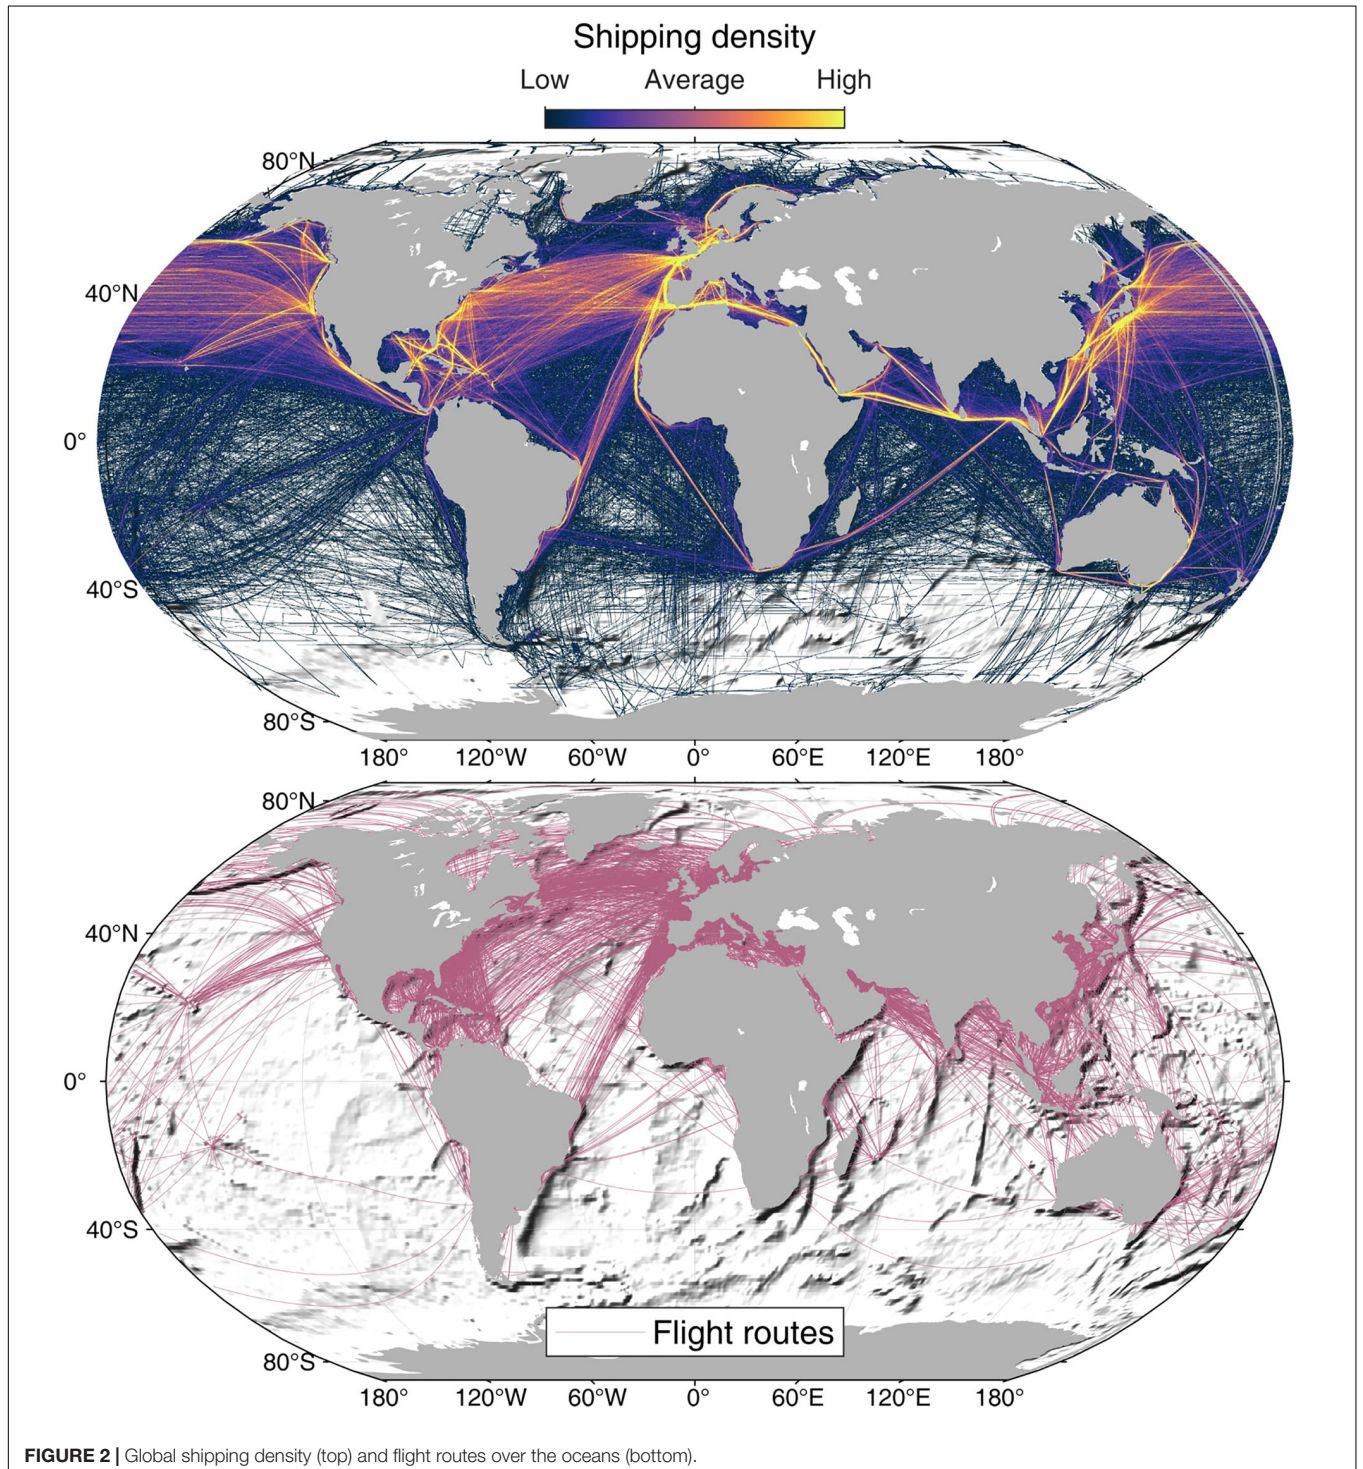 Shipping density
Low Average High
80°N
40°N
0°
40°S
80°S
180° 120°W 60°W 0° 60°E 120°E 180°
80°N
40°N
0°
40°S
Flight routes
80°S
180° 120°W 60°W 0° 60°E 120°E 180°
FIGURE 2 | Global shipping density (top) and flight routes over the oceans (bottom).